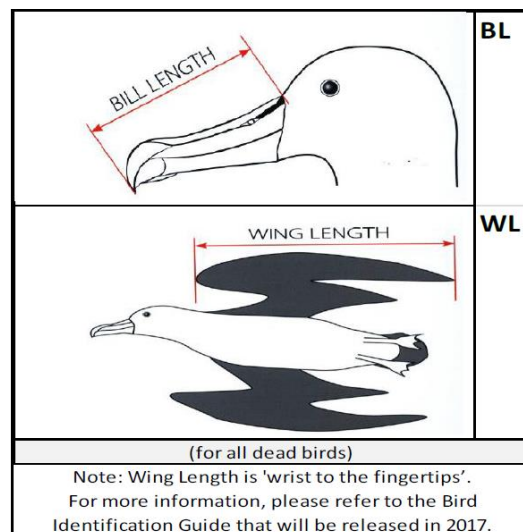 BL
BILL LENGTH
WL
WING LENGTH
(for all dead birds)
Note: Wing Length is 'wrist to the fingertips’.
For more information, please refer to the Bird
Identification Guide that will be released in 2017.